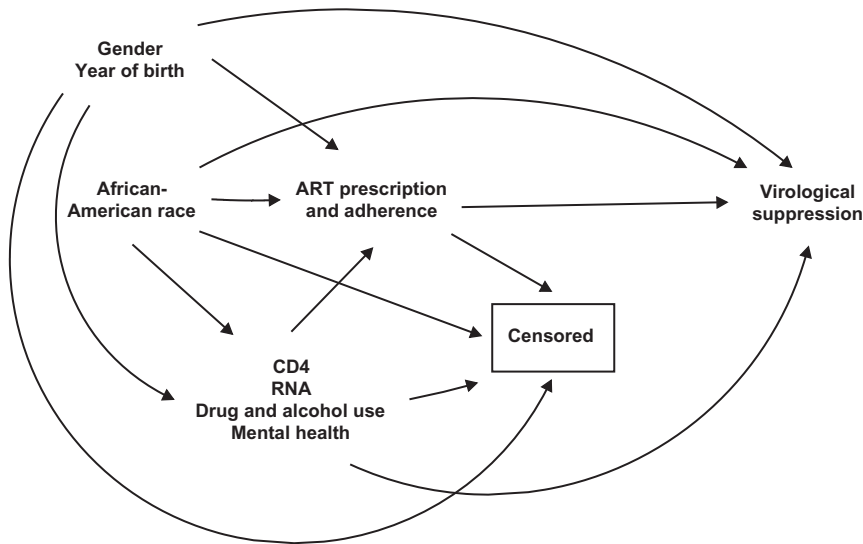 Gender
Year of birth
African-
American race
ART prescription
and adherence
Virological
suppression
Censored
CD4
RNA
Drug and alcohol use
Mental health